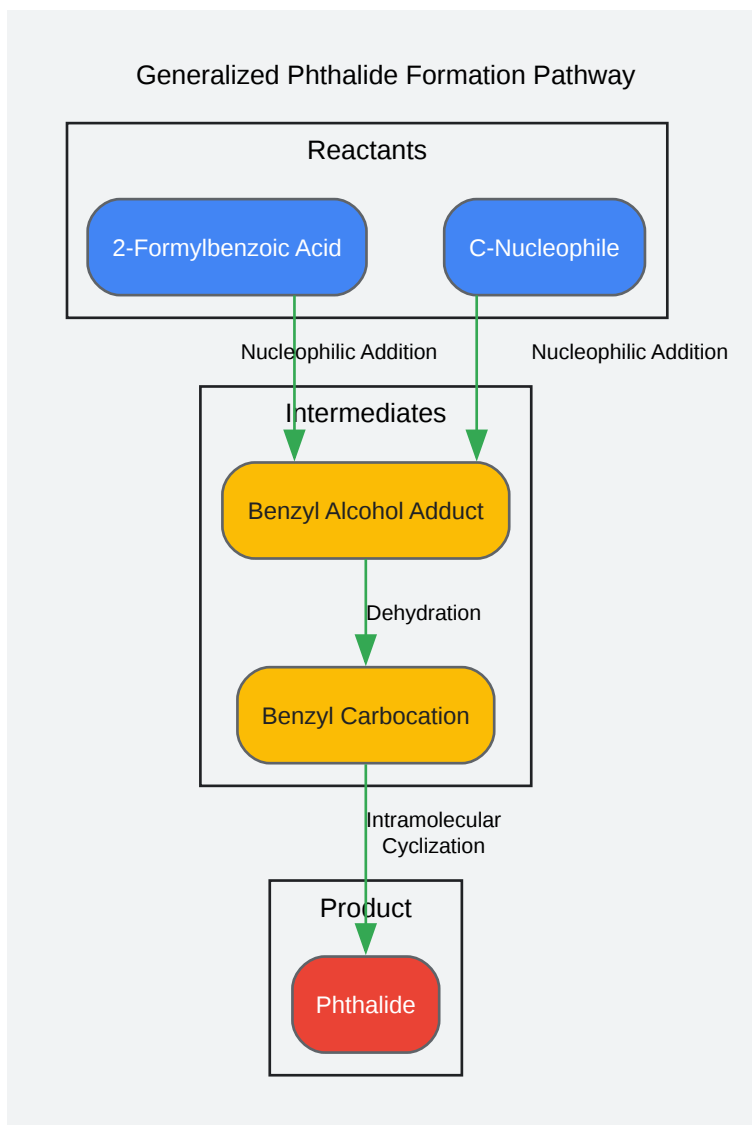 Generalized Phthalide Formation Pathway
Reactants
2-Formylbenzoic Acid
C-Nucleophile
Nucleophilic Addition
Nucleophilic Addition
Intermediates
Benzyl Alcohol Adduct
Dehydration
Benzyl Carbocation
Intramolecular
Cyclization
Product
Phthalide